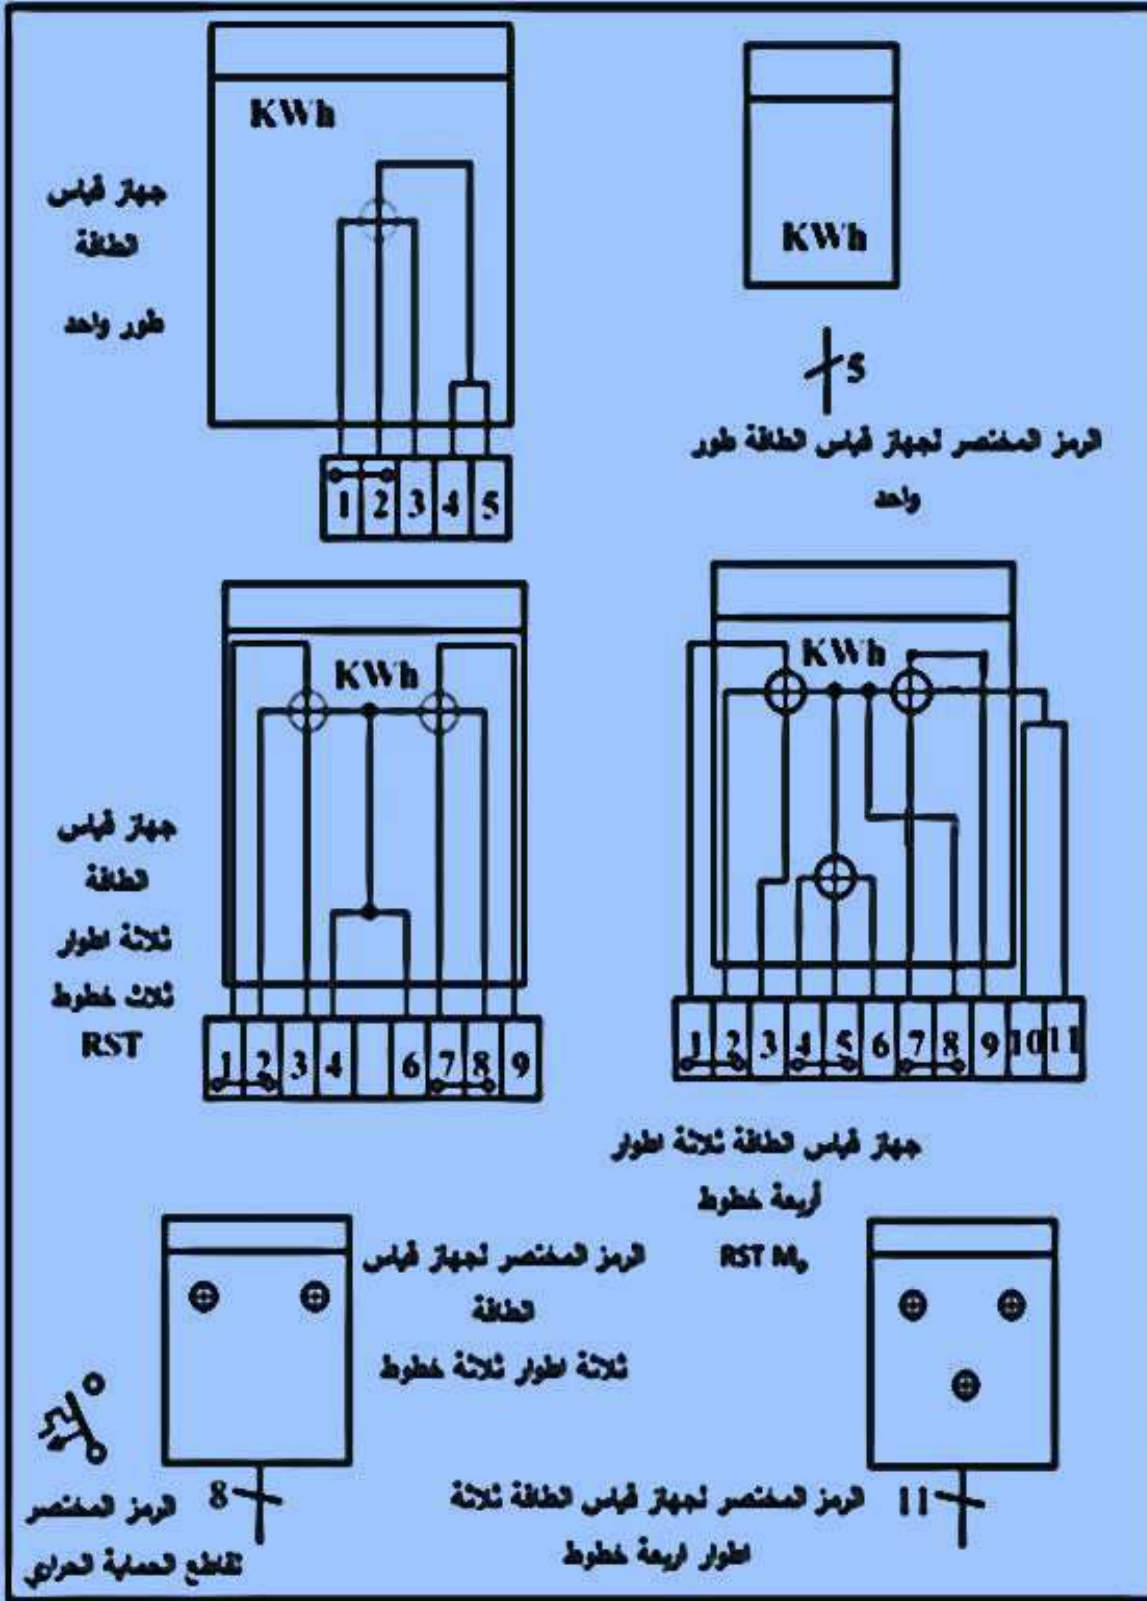 KWh
جهاز قياس
الطاقة
طور واحد
1 2 3 4 5
KWh
5
الرمز المختصر لجهاز قياس الطاقة طور
واحد
KWh
جهاز قياس
الطاقة
ثلاثة اطوار
ثلاث خطوط
RST
1 2 3 4 6 7 8 9
KWh
1 2 3 4 5 6 7 8 9 10 11
جهاز قياس الطاقة ثلاثة اطوار
أربعة خطوط
RST Mp
الرمز المختصر لجهاز قياس
الطاقة
ثلاثة اطوار ثلاثة خطوط
8
الرمز المختصر
لقاطع الحماية الحراري
11
الرمز المختصر لجهاز قياس الطاقة ثلاثة
اطوار اربعة خطوط